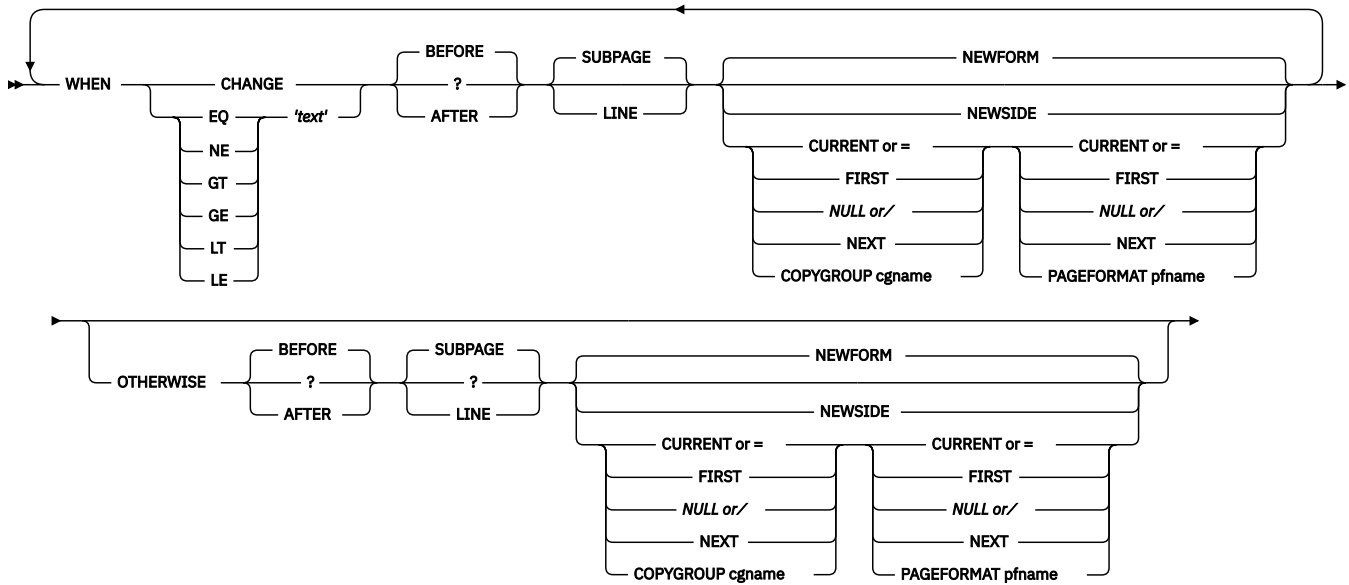 BEFORE SUBPAGE NEWFORM
WHEN CHANGE ?
EQ 'text' AFTER LINE NEWSIDE
NE CURRENT or = CURRENT or =
GT FIRST FIRST
GE NULL or/ NULL or/
LT NEXT NEXT
LE COPYGROUP cgname PAGEFORMAT pfname
BEFORE SUBPAGE NEWFORM
OTHERWISE ? ?
AFTER LINE NEWSIDE
CURRENT or = CURRENT or =
FIRST FIRST
NULL or/ NULL or/
NEXT NEXT
COPYGROUP cgname PAGEFORMAT pfname